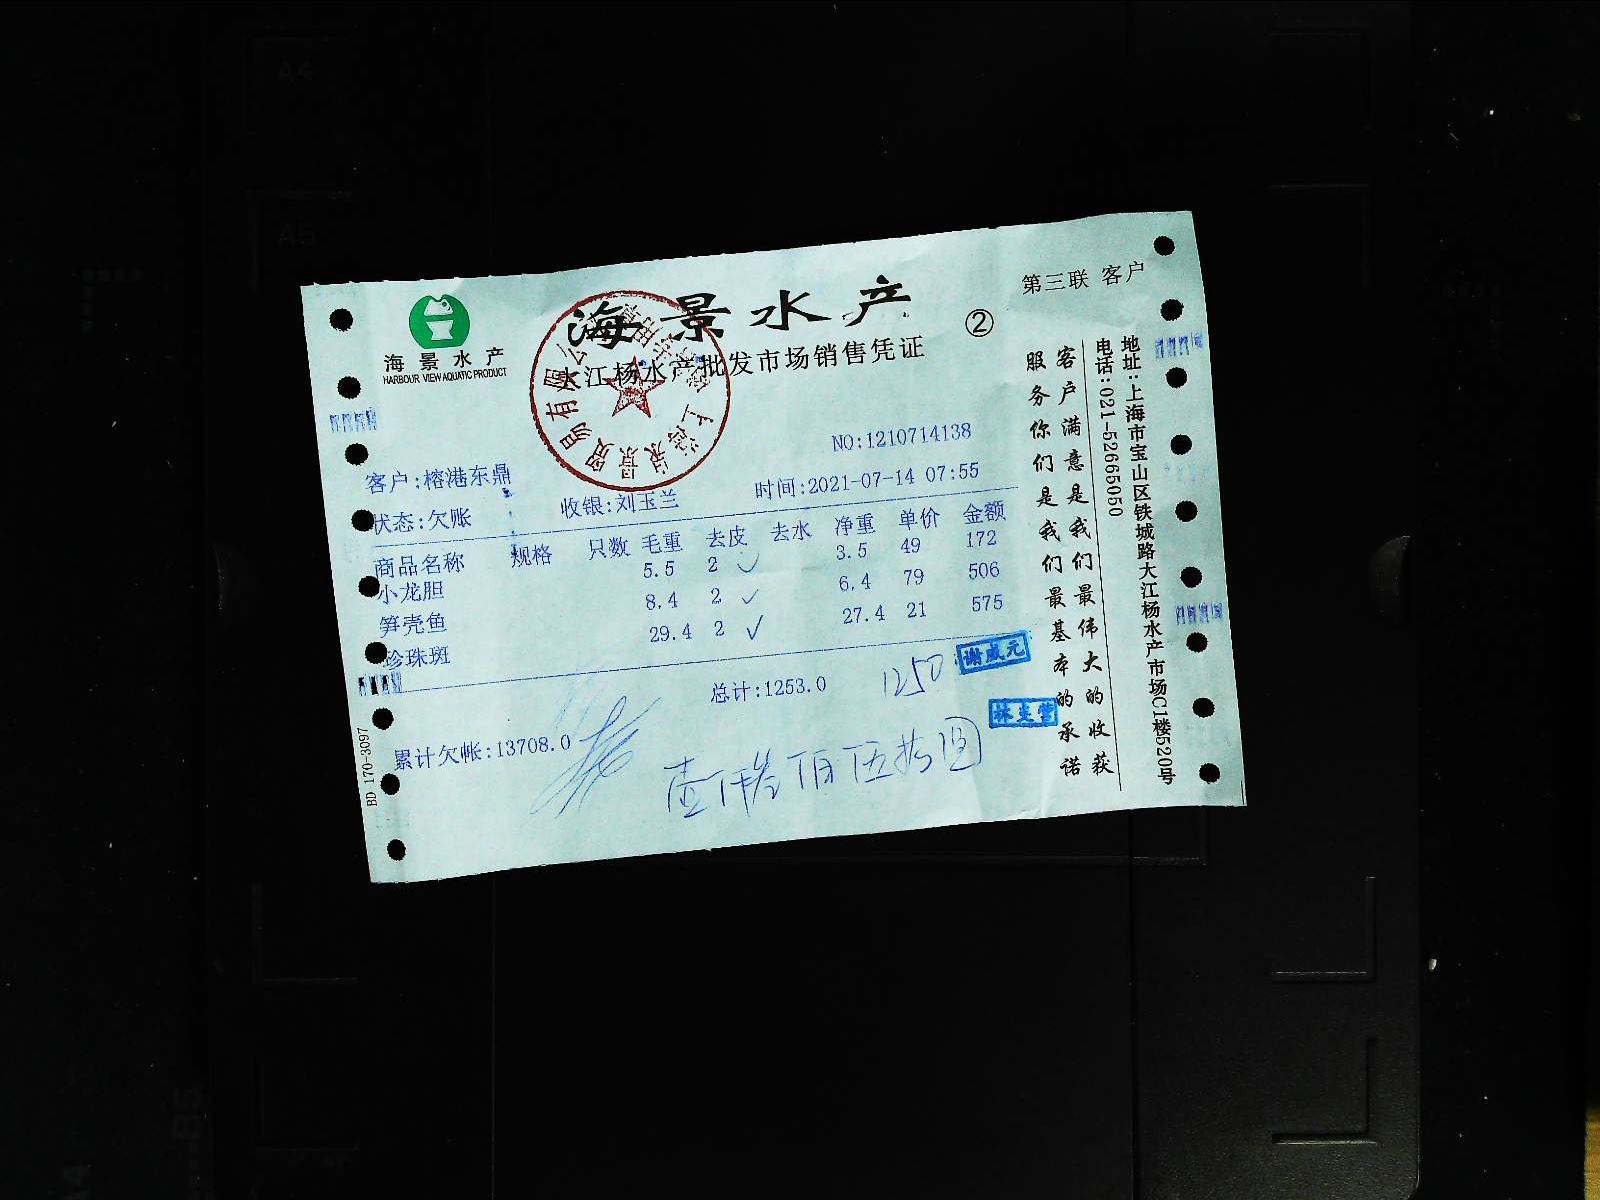 第三联 客户
海景水产
②
海景水产
HARBOUR VIEW AQUATIC PRODUCT
大江杨水产批发市场销售凭证
NO:1210714138
客户:榕港东鼎
时间:2021-07-14 07:55
状态:欠账 收银:刘玉兰
商品名称 规格 只数 毛重 去皮 去水 净重 单价 金额
小龙胆 5.5 2 ✓ 3.5 49 172
笋壳鱼 8.4 2 ✓ 6.4 79 506
珍珠斑 29.4 2 ✓ 27.4 21 575
总计:1253.0 1250
谢成元
累计欠帐:13708.0
壹仟 佰伍拾圆
BD 170-3097
客户满意是我们最伟大的收获
服务你们是我们最基本的承诺
地址:上海市宝山区铁城路大江杨水产市场C1楼520号
电话:021-52665050
A4
A5